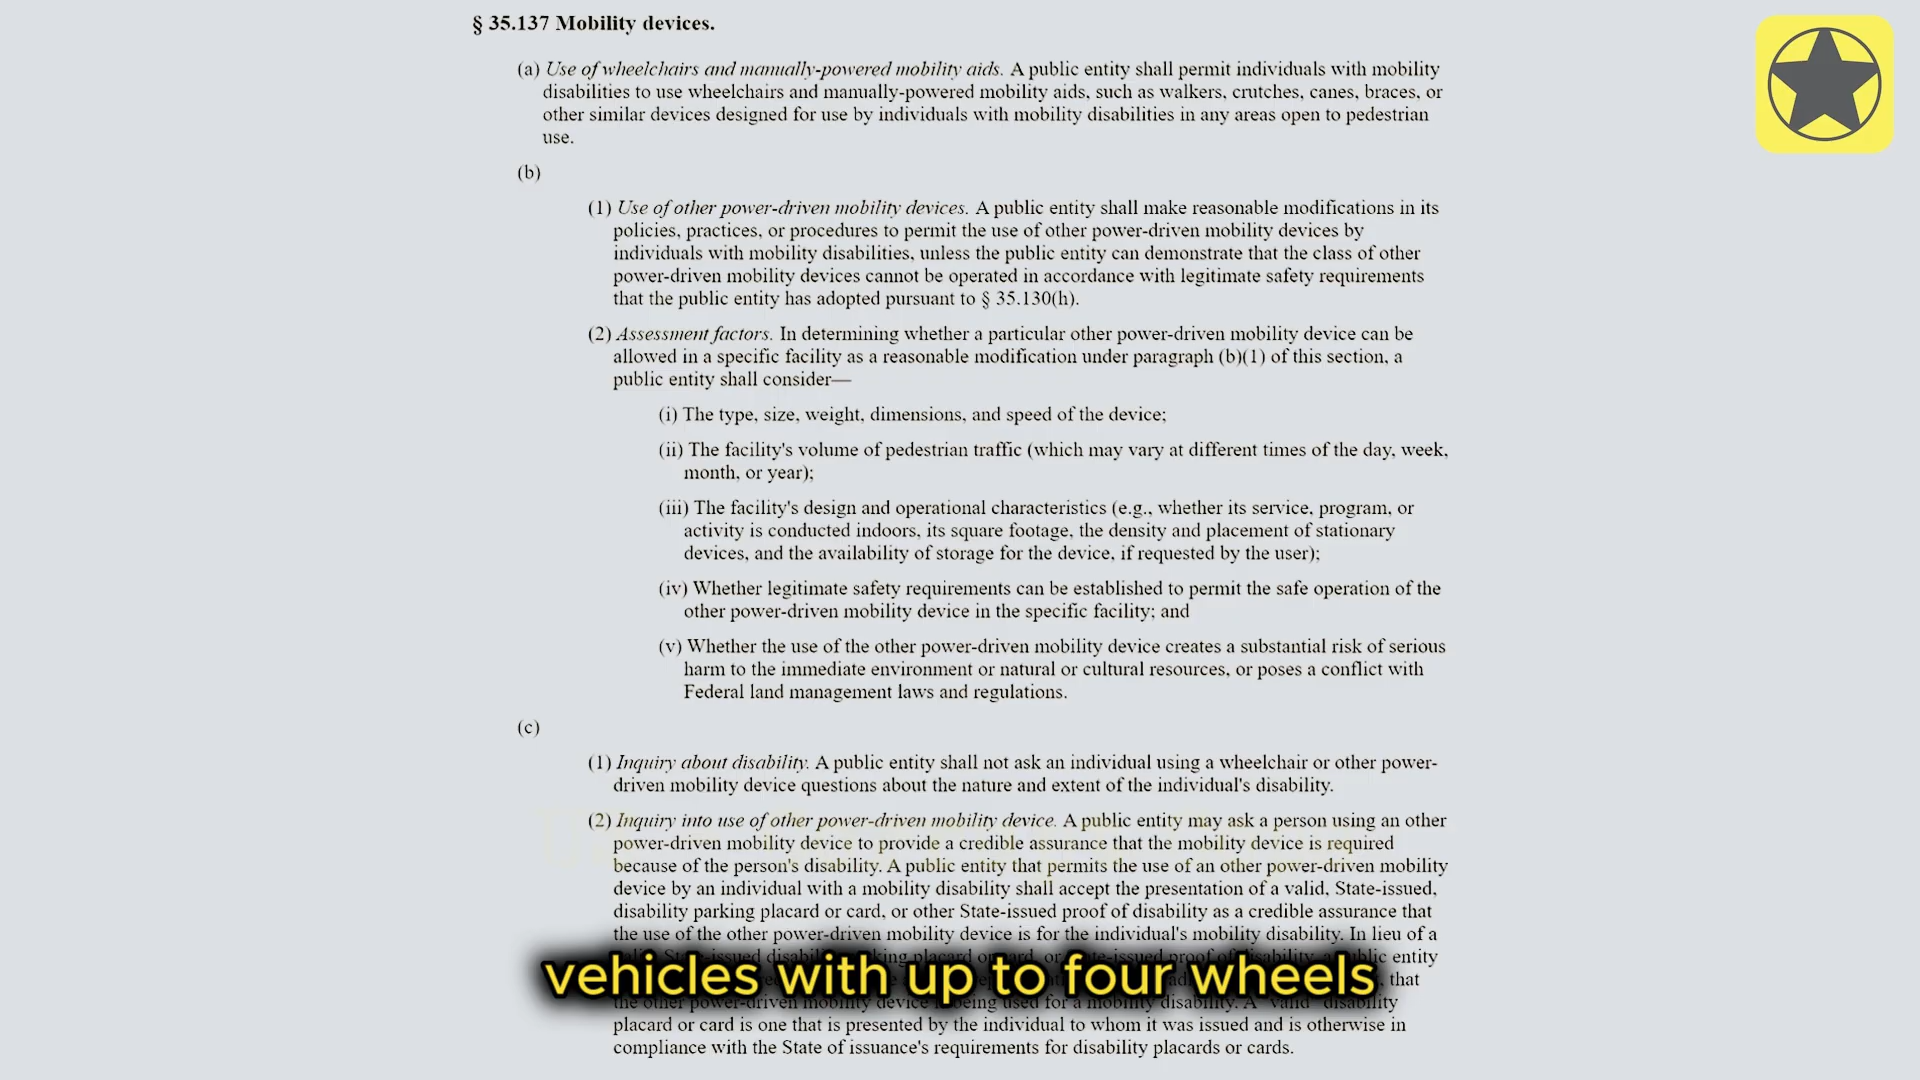 § 35.137 Mobility devices.
(a) Use of wheelchairs and manually-powered mobility aids. A public entity shall permit individuals with mobility
disabilities to use wheelchairs and manually-powered mobility aids, such as walkers, crutches, canes, braces, or
other similar devices designed for use by individuals with mobility disabilities in any areas open to pedestrian
use.
(b)
(1) Use of other power-driven mobility devices. A public entity shall make reasonable modifications in its
policies, practices, or procedures to permit the use of other power-driven mobility devices by
individuals with mobility disabilities, unless the public entity can demonstrate that the class of other
power-driven mobility devices cannot be operated in accordance with legitimate safety requirements
that the public entity has adopted pursuant to § 35.130(h).
(2) Assessment factors. In determining whether a particular other power-driven mobility device can be
allowed in a specific facility as a reasonable modification under paragraph (b)(1) of this section, a
public entity shall consider—
(i) The type, size, weight, dimensions, and speed of the device;
(ii) The facility's volume of pedestrian traffic (which may vary at different times of the day, week,
month, or year);
(iii) The facility's design and operational characteristics (e.g., whether its service, program, or
activity is conducted indoors, its square footage, the density and placement of stationary
devices, and the availability of storage for the device, if requested by the user);
(iv) Whether legitimate safety requirements can be established to permit the safe operation of the
other power-driven mobility device in the specific facility; and
(v) Whether the use of the other power-driven mobility device creates a substantial risk of serious
harm to the immediate environment or natural or cultural resources, or poses a conflict with
Federal land management laws and regulations.
(c)
(1) Inquiry about disability. A public entity shall not ask an individual using a wheelchair or other power-
driven mobility device questions about the nature and extent of the individual's disability.
(2) Inquiry into use of other power-driven mobility device. A public entity may ask a person using an other
power-driven mobility device to provide a credible assurance that the mobility device is required
because of the person's disability. A public entity that permits the use of an other power-driven mobility
device by an individual with a mobility disability shall accept the presentation of a valid, State-issued,
disability parking placard or card, or other State-issued proof of disability as a credible assurance that
the use of the other power-driven mobility device is for the individual's mobility disability. In lieu of a
entity
that
the other power-driven mobility device is being used for a mobility disability. A "valid" disability
placard or card is one that is presented by the individual to whom it was issued and is otherwise in
compliance with the State of issuance's requirements for disability placards or cards.
vehicles with up to four wheels